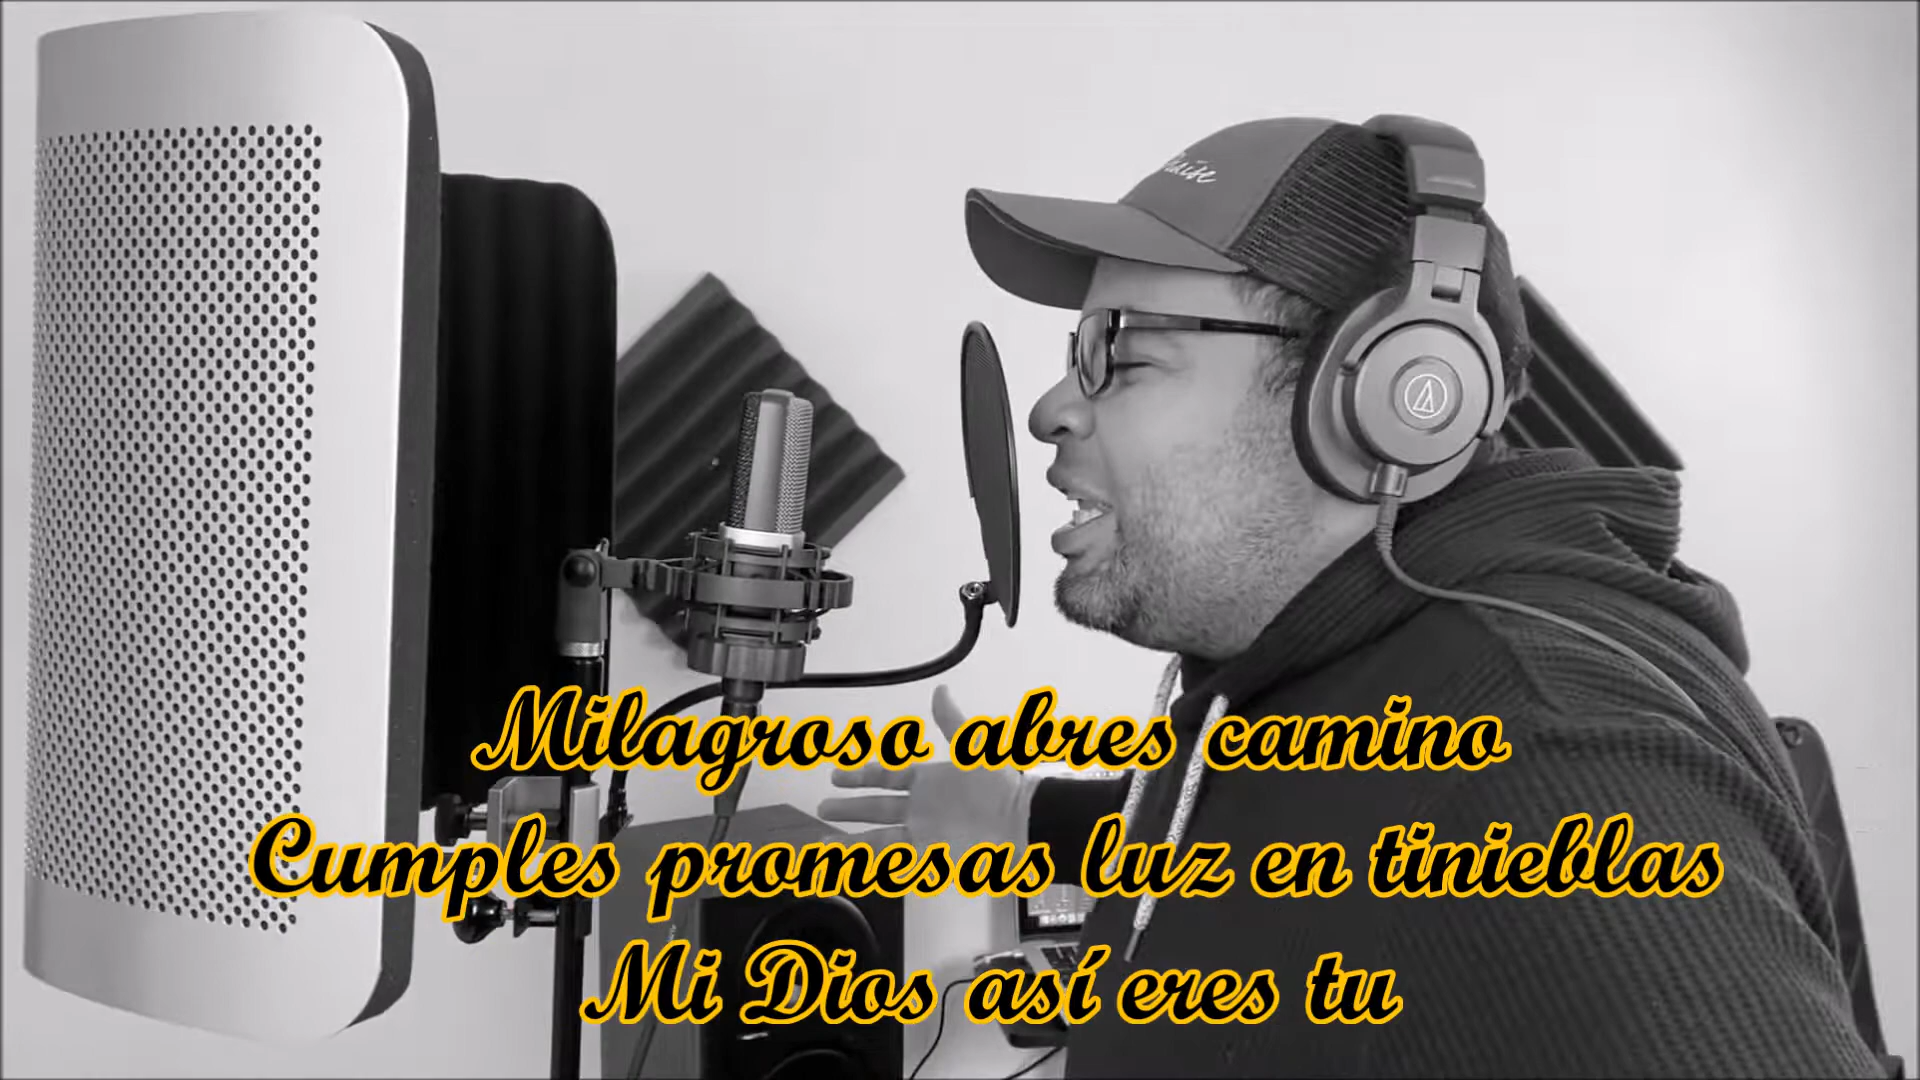 Milagroso abres camino
Cumples promesas luz en tinieblas
Mi Dios así eres tu